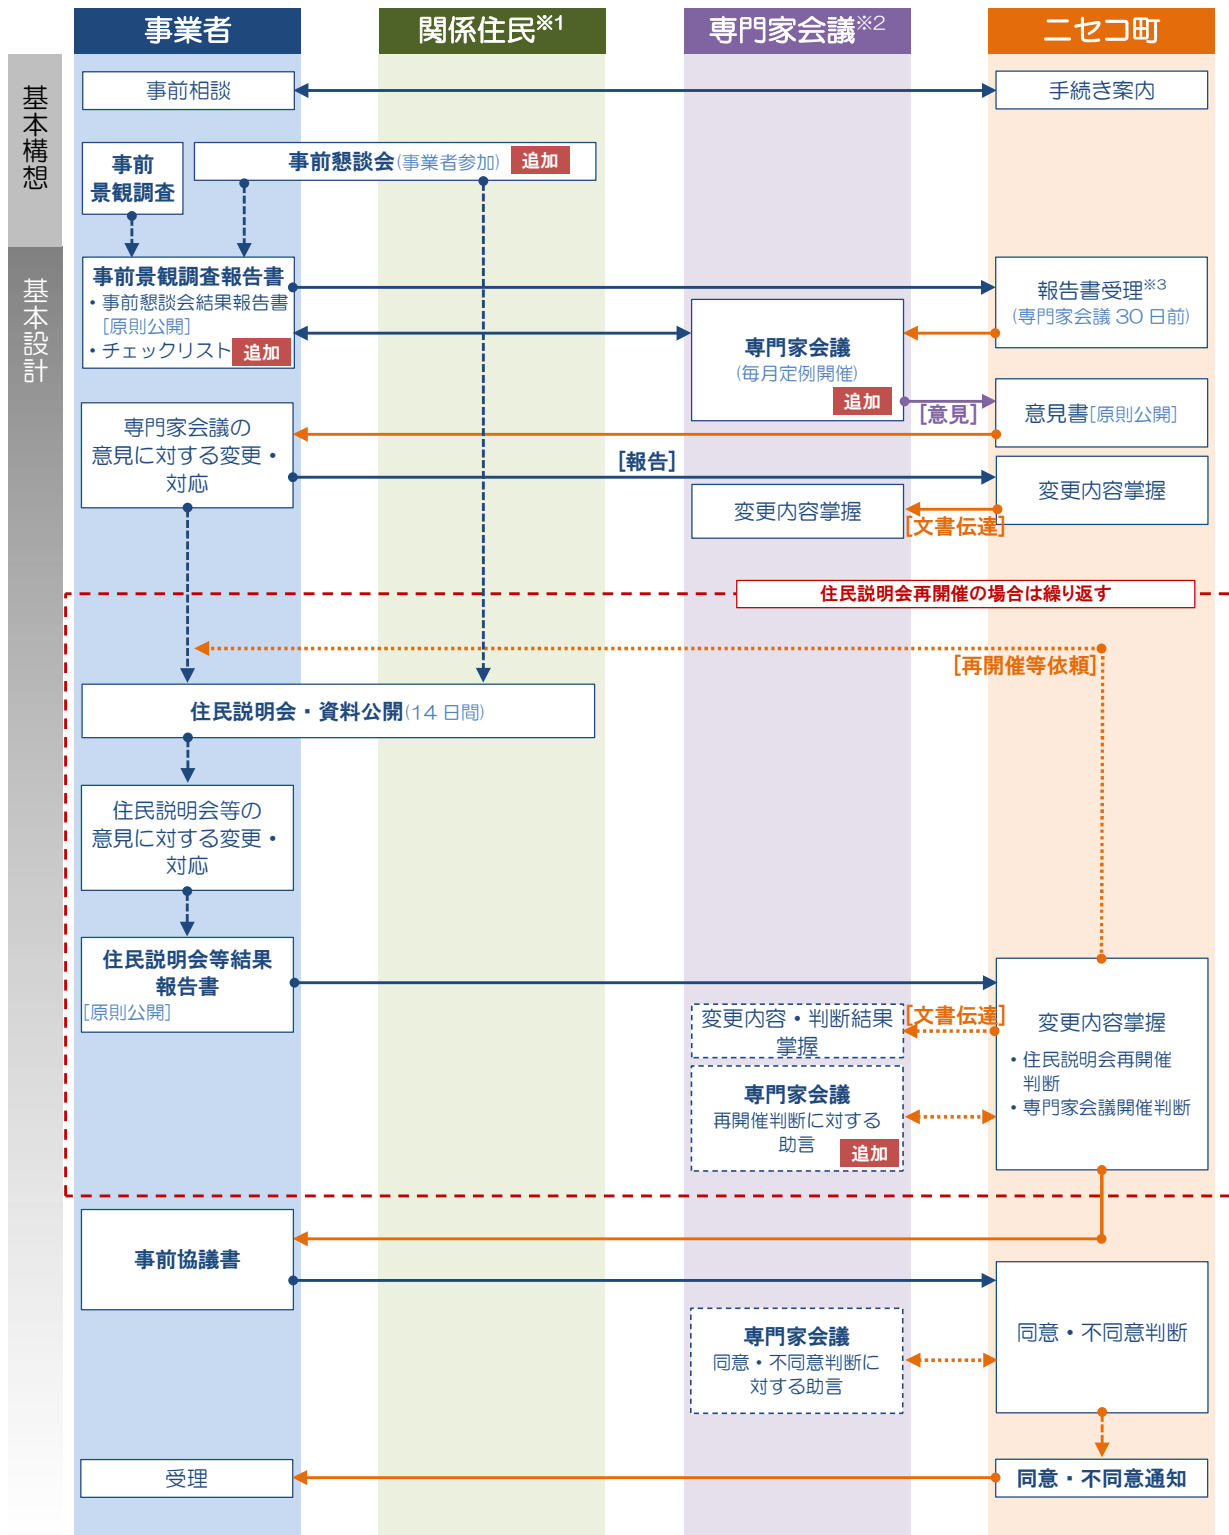 事業者
関係住民※1
専門家会議※2
ニセコ町
基本構想
事前相談
手続き案内
事前
景観調査
事前懇談会(事業者参加) 追加
基本設計
事前景観調査報告書
・事前懇談会結果報告書
[原則公開]
・チェックリスト 追加
報告書受理※3
(専門家会議 30 日前)
専門家会議
(毎月定例開催)
追加
[意見]
意見書[原則公開]
専門家会議の
意見に対する変更・
対応
[報告]
変更内容掌握
変更内容掌握
[文書伝達]
住民説明会再開催の場合は繰り返す
[再開催等依頼]
住民説明会・資料公開(14 日間)
住民説明会等の
意見に対する変更・
対応
住民説明会等結果
報告書
[原則公開]
変更内容・判断結果
掌握
[文書伝達]
変更内容掌握
・住民説明会再開催
判断
・専門家会議開催判断
専門家会議
再開催判断に対する
助言
追加
事前協議書
専門家会議
同意・不同意判断に
対する助言
同意・不同意判断
受理
同意・不同意通知